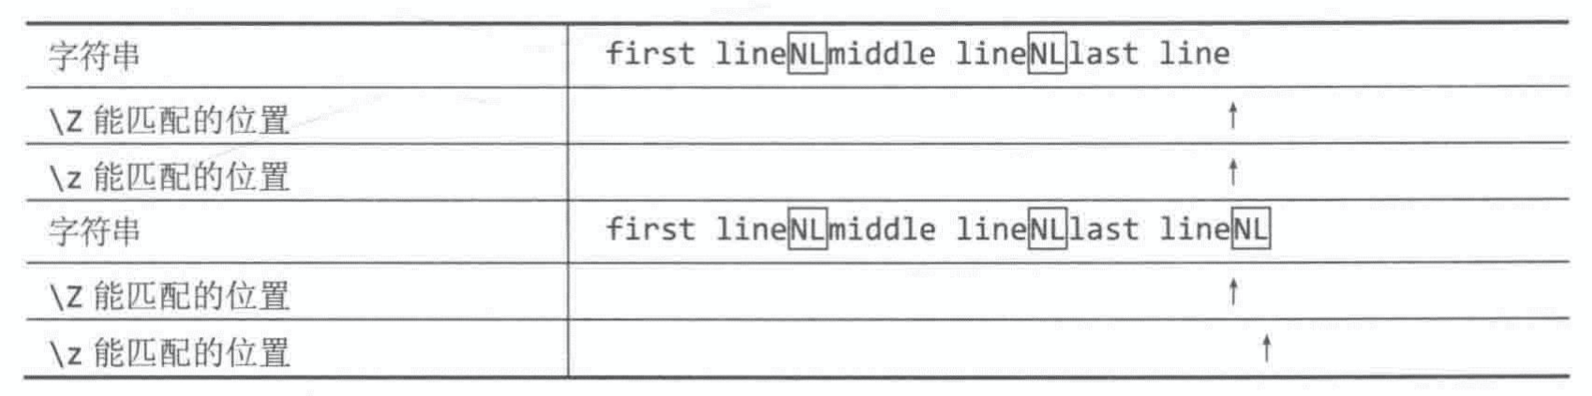 字符串 first lineNLmiddle lineNLlast line
\Z 能匹配的位置 ↑
\z 能匹配的位置 ↑
字符串 first lineNLmiddle lineNLlast lineNL
\Z 能匹配的位置 ↑
\z 能匹配的位置 ↑